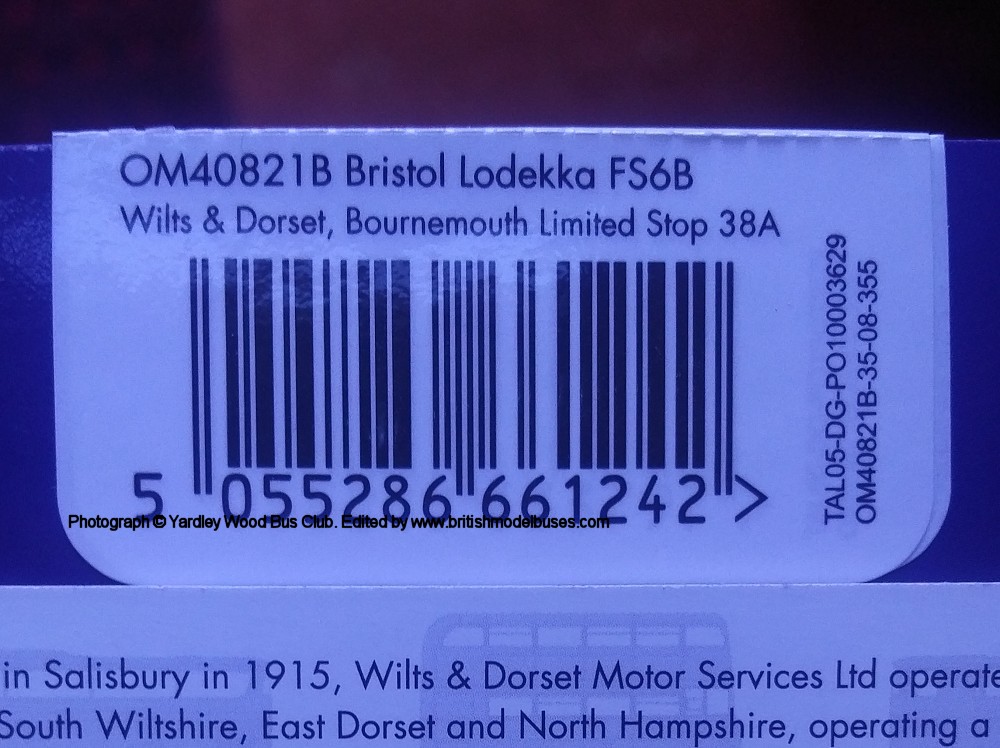 OM40821B Bristol Lodekka FS6B
Wilts & Dorset, Bournemouth Limited Stop 38A
TAL05-DG-PO10003629
OM40821B-35-08-355
5 055286 661242 >
Photograph © Yardley Wood Bus Club. Edited by www.britishmodelbuses.com
in Salisbury in 1915, Wilts & Dorset Motor Services Ltd operate
South Wiltshire, East Dorset and North Hampshire, operating a